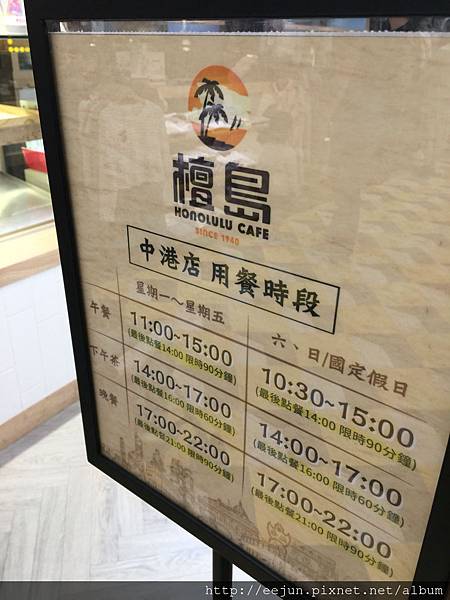 檀島
HONOLULU CAFE
SINCE 1940
中港店 用餐時段
星期一～星期五
六、日/國定假日
午餐
11:00~15:00
(最後點餐14:00 限時90分鐘)
10:30~15:00
(最後點餐14:00 限時90分鐘)
下午茶
14:00~17:00
(最後點餐16:00 限時60分鐘)
14:00~17:00
(最後點餐16:00 限時60分鐘)
晚餐
17:00~22:00
(最後點餐21:00 限時90分鐘)
17:00~22:00
(最後點餐21:00 限時90分鐘)
http://eejun.pixnet.net/album